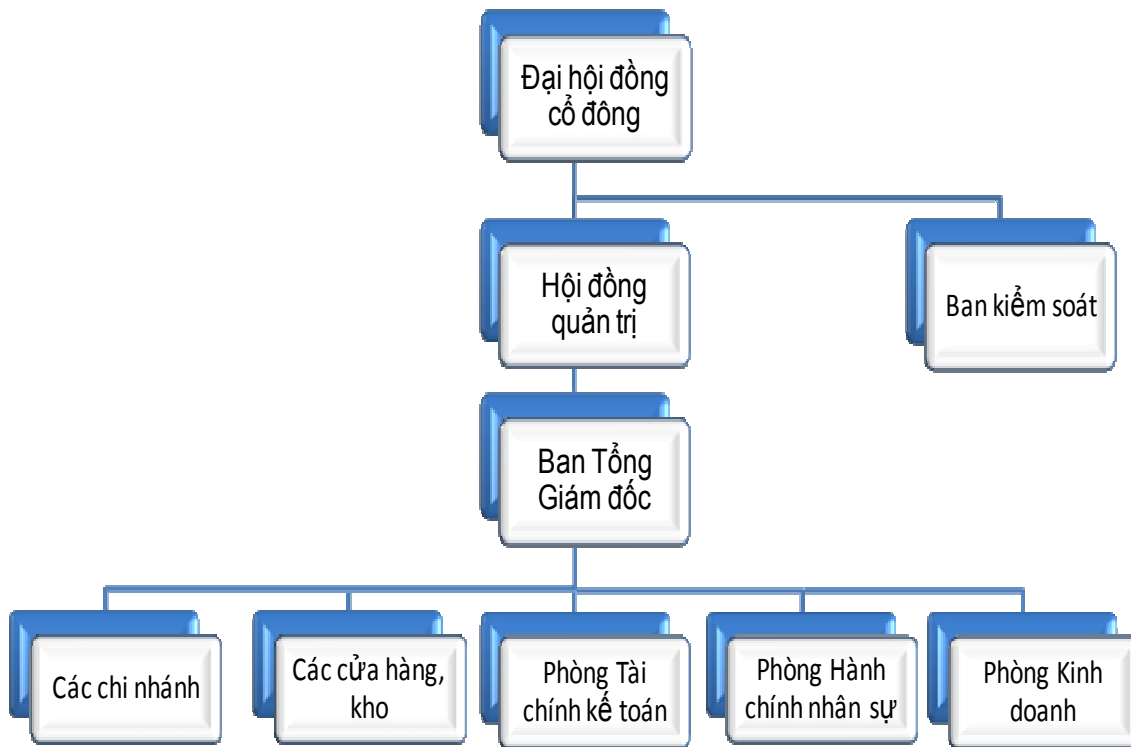 Đại hội đồng
cổ đông
Hội đồng
quản trị
Ban kiểm soát
Ban Tổng
Giám đốc
Các chi nhánh
Các cửa hàng,
kho
Phòng Tài
chính kế toán
Phòng Hành
chính nhân sự
Phòng Kinh
doanh